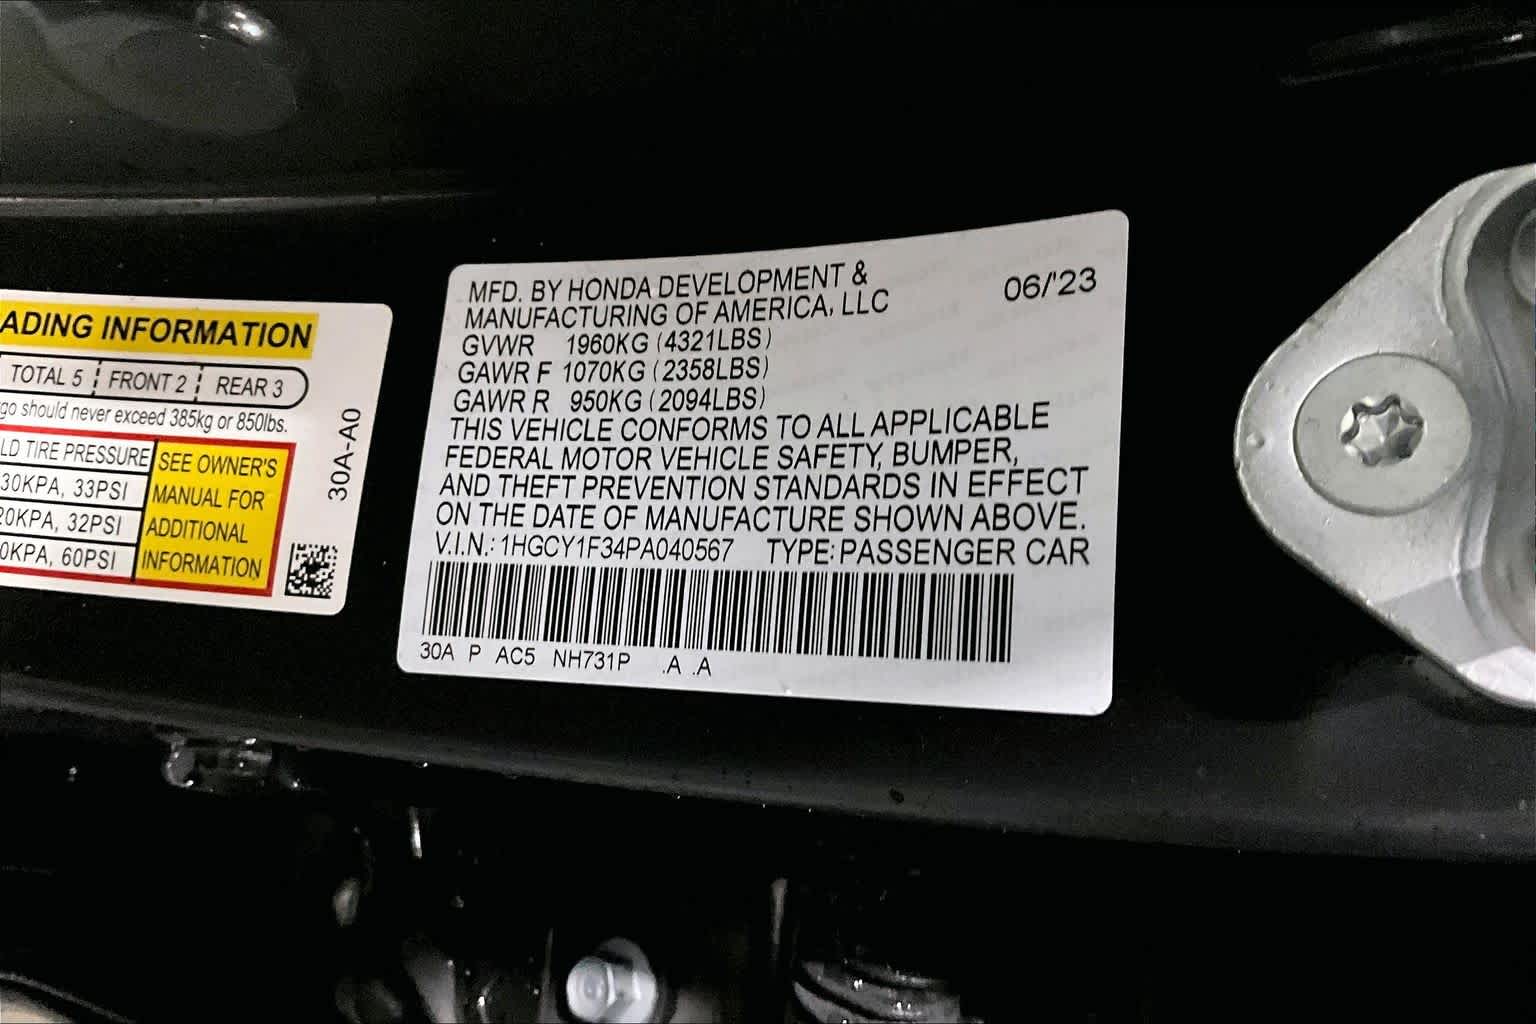 ADING INFORMATION
TOTAL 5 FRONT 2 REAR 3
go should never exceed 385kg or 850lbs.
LD TIRE PRESSURE
30KPA, 33PSI
20KPA, 32PSI
0KPA, 60PSI
SEE OWNER'S
MANUAL FOR
ADDITIONAL
INFORMATION
30A-A0
MFD. BY HONDA DEVELOPMENT &
MANUFACTURING OF AMERICA, LLC
06/'23
GVWR 1960KG (4321LBS)
GAWR F 1070KG (2358LBS)
GAWR R 950KG (2094LBS)
THIS VEHICLE CONFORMS TO ALL APPLICABLE
FEDERAL MOTOR VEHICLE SAFETY, BUMPER,
AND THEFT PREVENTION STANDARDS IN EFFECT
ON THE DATE OF MANUFACTURE SHOWN ABOVE.
V.I.N.: 1HGCY1F34PA040567 TYPE: PASSENGER CAR
30A P AC5 NH731P .A .A